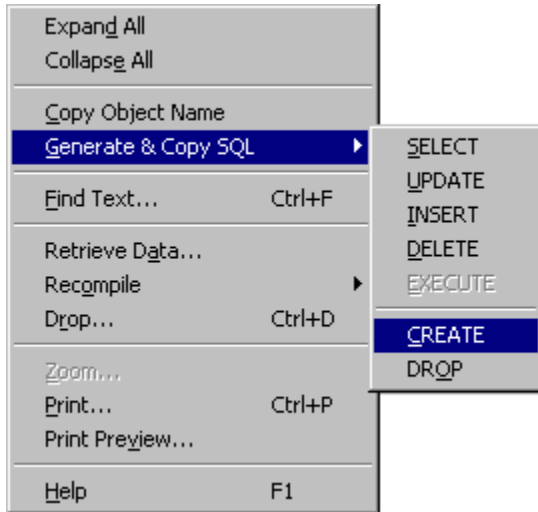 Expand All
Collapse All
Copy Object Name
Generate & Copy SQL
Find Text... Ctrl+F
Retrieve Data...
Recompile
Drop... Ctrl+D
Zoom...
Print... Ctrl+P
Print Preview...
Help F1
SELECT
UPDATE
INSERT
DELETE
EXECUTE
CREATE
DROP